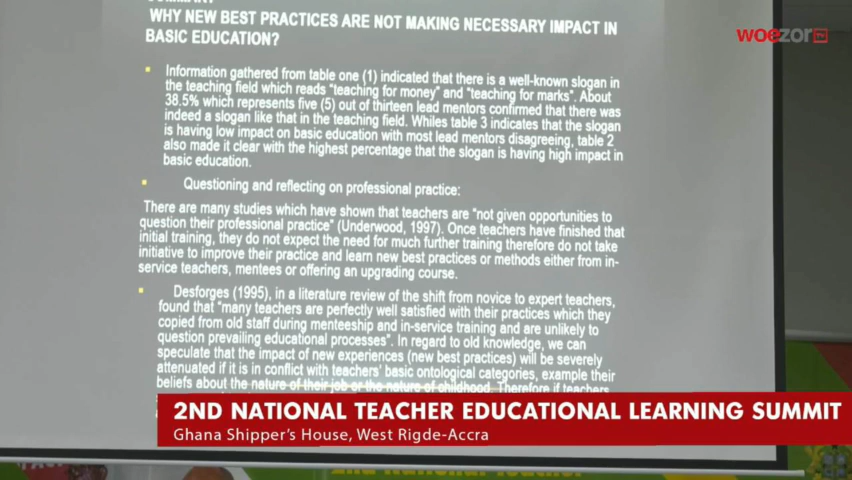 WHY NEW BEST PRACTICES ARE NOT MAKING NECESSARY IMPACT IN
BASIC EDUCATION?
woezor tv
Information gathered from table one (1) indicated that there is a well-known slogan in
the teaching field which reads "teaching for money" and "teaching for marks". About
38.5% which represents five (5) out of thirteen lead mentors confirmed that there was
indeed a slogan like that in the teaching field. Whiles table 3 indicates that the slogan
is having low impact on basic education with most lead mentors disagreeing, table 2
also made it clear with the highest percentage that the slogan is having high impact in
basic education.
Questioning and reflecting on professional practice:
There are many studies which have shown that teachers are "not given opportunities to
question their professional practice" (Underwood, 1997). Once teachers have finished that
initial training, they do not expect the need for much further training therefore do not take
initiative to improve their practice and learn new best practices or methods either from in-
service teachers, mentees or offering an upgrading course.
Desforges (1995), in a literature review of the shift from novice to expert teachers,
found that "many teachers are perfectly well satisfied with their practices which they
copied from old staff during menteeship and in-service training and are unlikely to
question prevailing educational processes". In regard to old knowledge, we can
speculate that the impact of new experiences (new best practices) will be severely
attenuated if it is in conflict with teachers' basic ontological categories, example their
beliefs about the nature of their job or the nature of childhood. Therefore if teachers
2ND NATIONAL TEACHER EDUCATIONAL LEARNING SUMMIT
Ghana Shipper's House, West Rigde-Accra